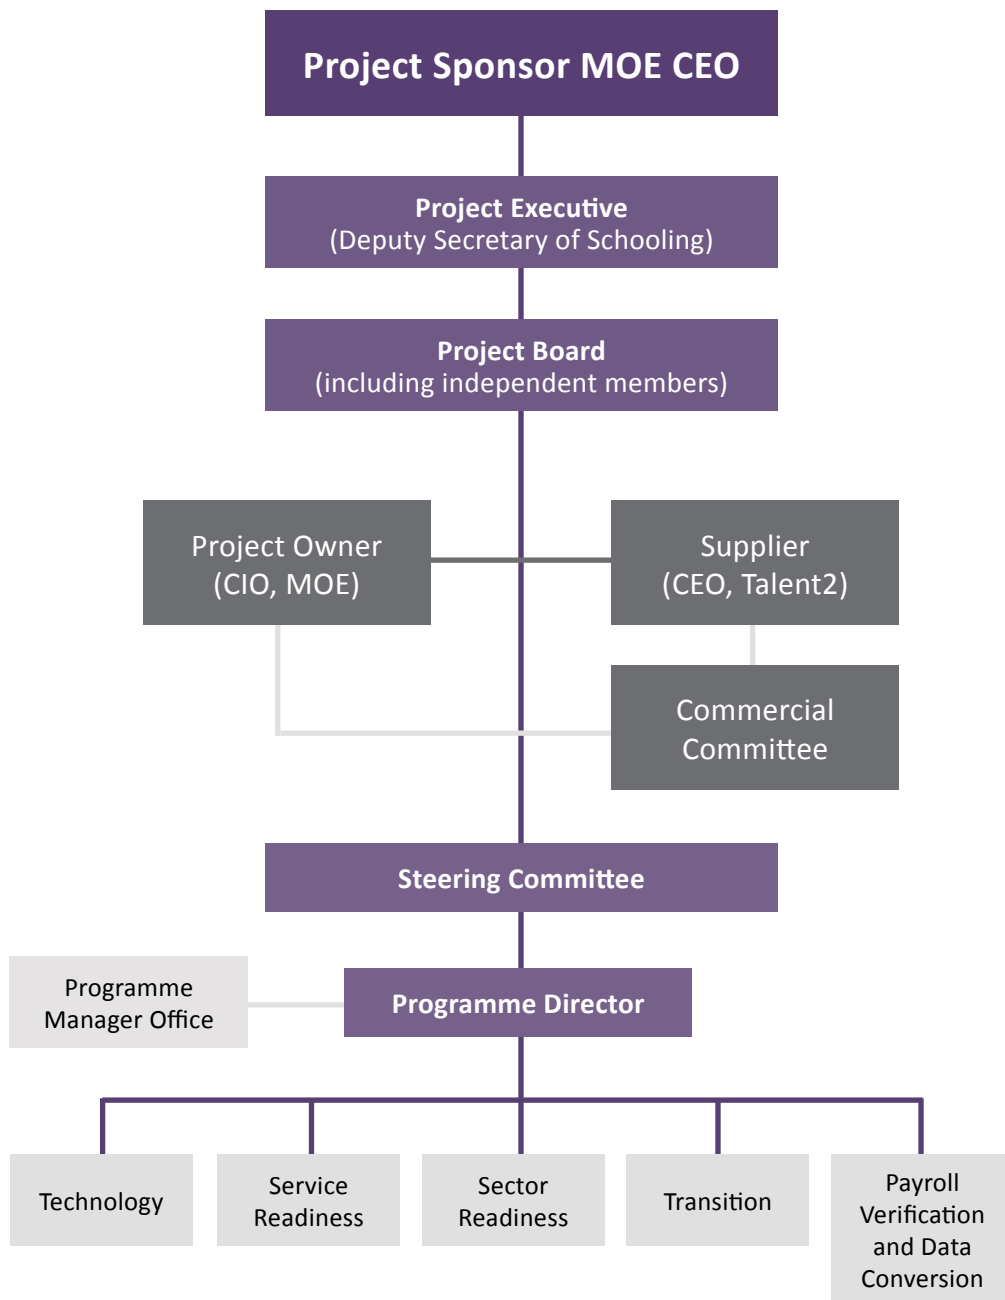 Project Sponsor MOE CEO
Project Executive
(Deputy Secretary of Schooling)
Project Board
(including independent members)
Project Owner
(CIO, MOE)
Supplier
(CEO, Talent2)
Commercial
Committee
Steering Committee
Programme
Manager Office
Programme Director
Technology
Service
Readiness
Sector
Readiness
Transition
Payroll
Verification
and Data
Conversion